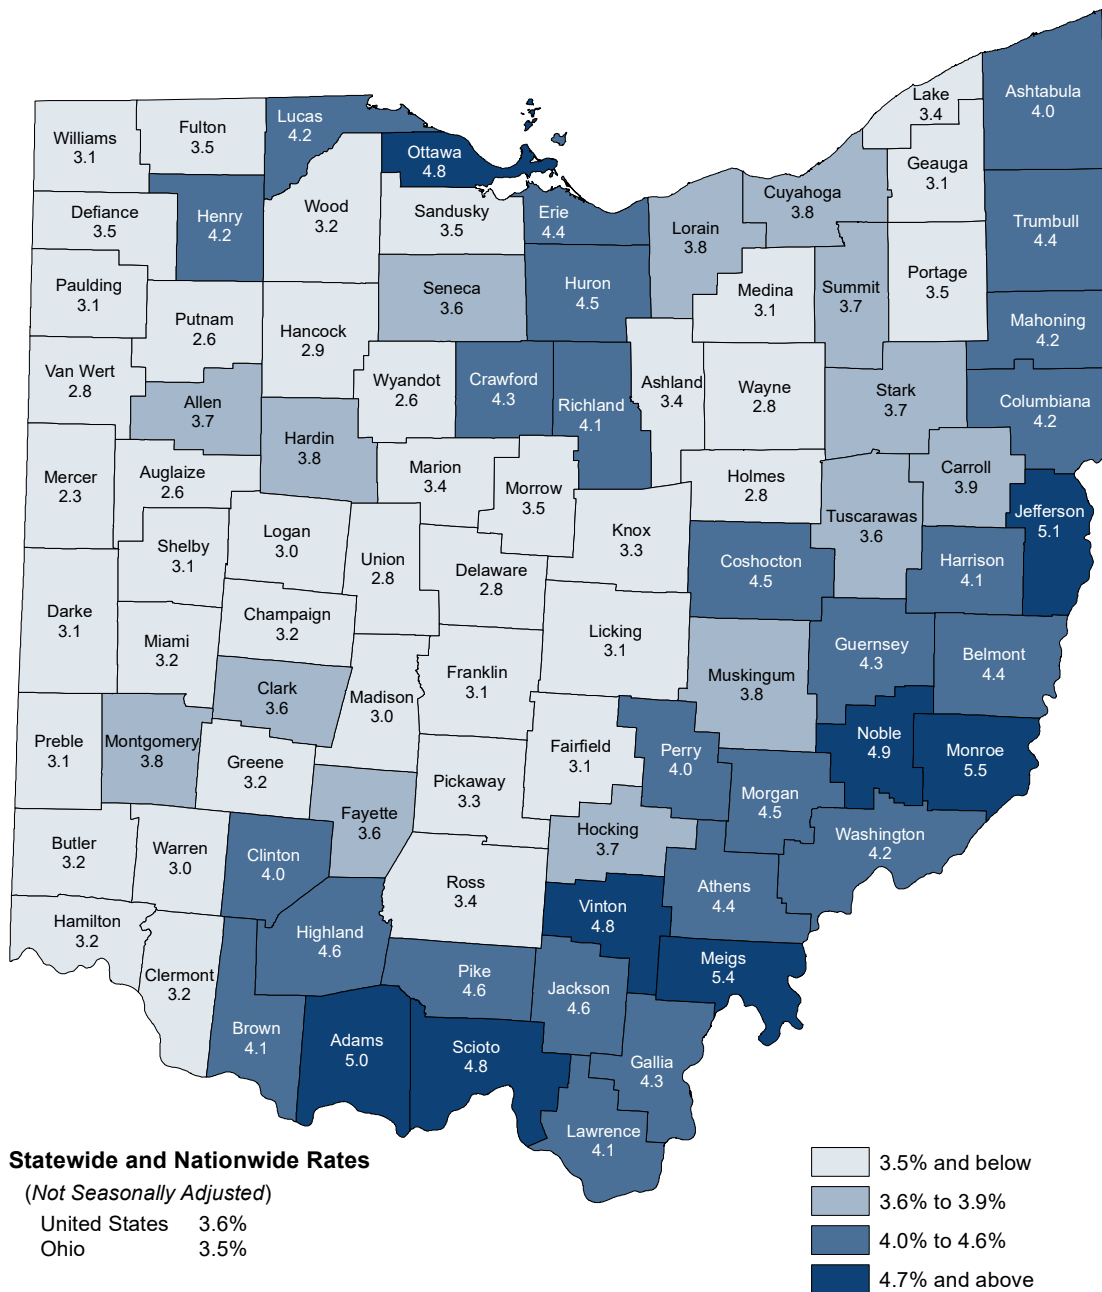 Lake
3.4
Ashtabula
4.0
Williams
3.1
Fulton
3.5
Lucas
4.2
Ottawa
4.8
Geauga
3.1
Cuyahoga
3.8
Defiance
3.5
Henry
4.2
Wood
3.2
Sandusky
3.5
Erie
4.4
Lorain
3.8
Trumbull
4.4
Paulding
3.1
Seneca
3.6
Huron
4.5
Medina
3.1
Summit
3.7
Portage
3.5
Putnam
2.6
Hancock
2.9
Mahoning
4.2
Van Wert
2.8
Allen
3.7
Wyandot
2.6
Crawford
4.3
Richland
4.1
Ashland
3.4
Wayne
2.8
Stark
3.7
Columbiana
4.2
Hardin
3.8
Mercer
2.3
Auglaize
2.6
Marion
3.4
Morrow
3.5
Holmes
2.8
Carroll
3.9
Jefferson
5.1
Tuscarawas
3.6
Shelby
3.1
Logan
3.0
Union
2.8
Knox
3.3
Delaware
2.8
Coshocton
4.5
Harrison
4.1
Darke
3.1
Champaign
3.2
Miami
3.2
Licking
3.1
Guernsey
4.3
Belmont
4.4
Clark
3.6
Madison
3.0
Franklin
3.1
Muskingum
3.8
Preble
3.1
Montgomery
3.8
Greene
3.2
Fairfield
3.1
Perry
4.0
Noble
4.9
Monroe
5.5
Pickaway
3.3
Morgan
4.5
Fayette
3.6
Hocking
3.7
Washington
4.2
Butler
3.2
Warren
3.0
Clinton
4.0
Ross
3.4
Athens
4.4
Hamilton
3.2
Highland
4.6
Vinton
4.8
Clermont
3.2
Pike
4.6
Jackson
4.6
Meigs
5.4
Brown
4.1
Adams
5.0
Scioto
4.8
Gallia
4.3
Lawrence
4.1
Statewide and Nationwide Rates
(Not Seasonally Adjusted)
United States 3.6%
Ohio 3.5%
3.5% and below
3.6% to 3.9%
4.0% to 4.6%
4.7% and above